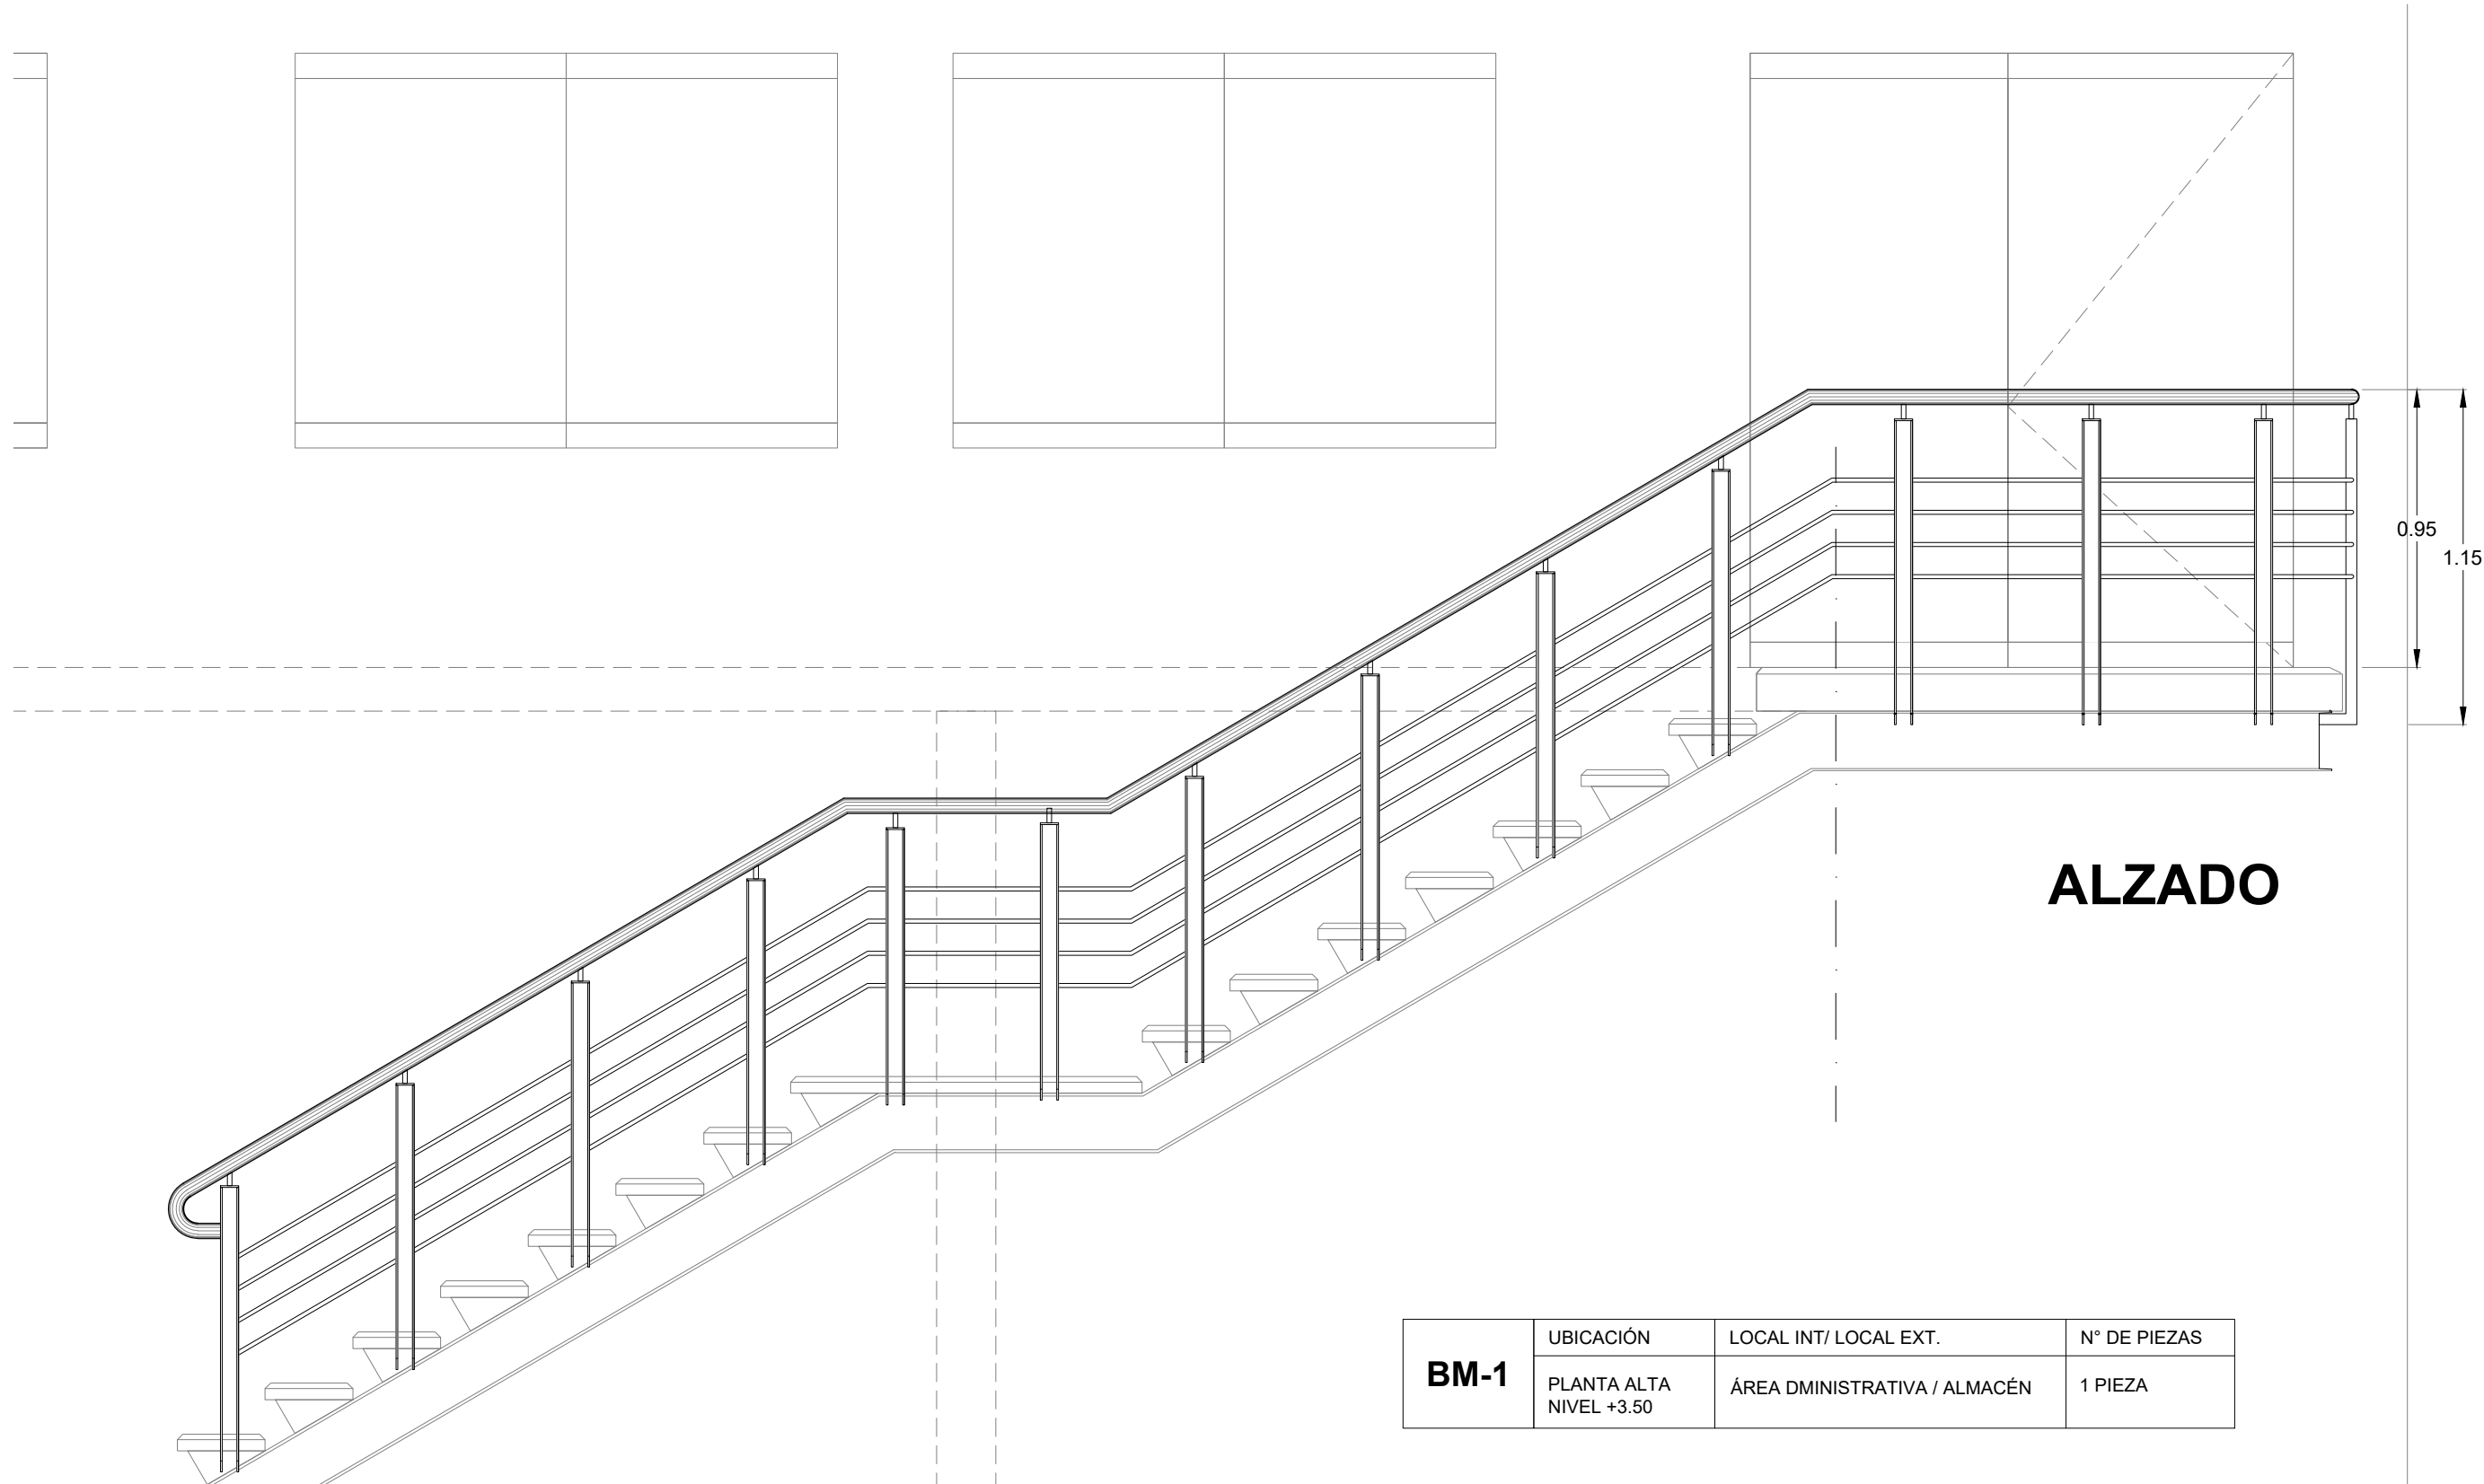 0.95
1.15
ALZADO
BM-1
UBICACIÓN
LOCAL INT/ LOCAL EXT.
N° DE PIEZAS
PLANTA ALTA
NIVEL +3.50
ÁREA DMINISTRATIVA / ALMACÉN
1 PIEZA